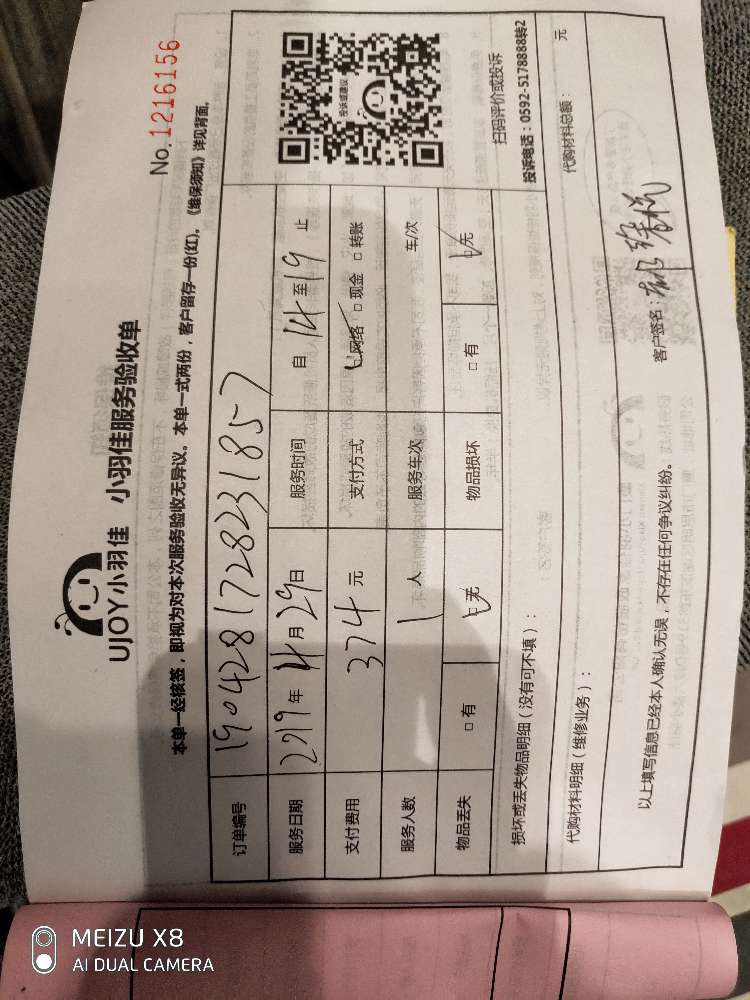 No.1216156
UJOY小羽佳 小羽佳服务验收单
本单一经核签，即视为对本次服务验收无异议。本单一式两份，客户留存一份(红)。《维保须知》详见背面。
订单编号 1904281728231857
服务日期 2019年4月29日 服务时间 自14至19止
支付费用 374元 支付方式 网络 □现金 □转账
服务人数 1人 服务车次 车/次
物品丢失 □有 □无 物品损坏 □有 □无
投诉或建议
扫码评价或投诉
投诉电话：0592-5178888转2
损坏或丢失物品明细（没有可不填）：
代购材料明细（维修业务）： 代购材料总额： 元
以上填写信息已经本人确认无误，不存在任何争议纠纷。
客户签名：
MEIZU X8
AI DUAL CAMERA